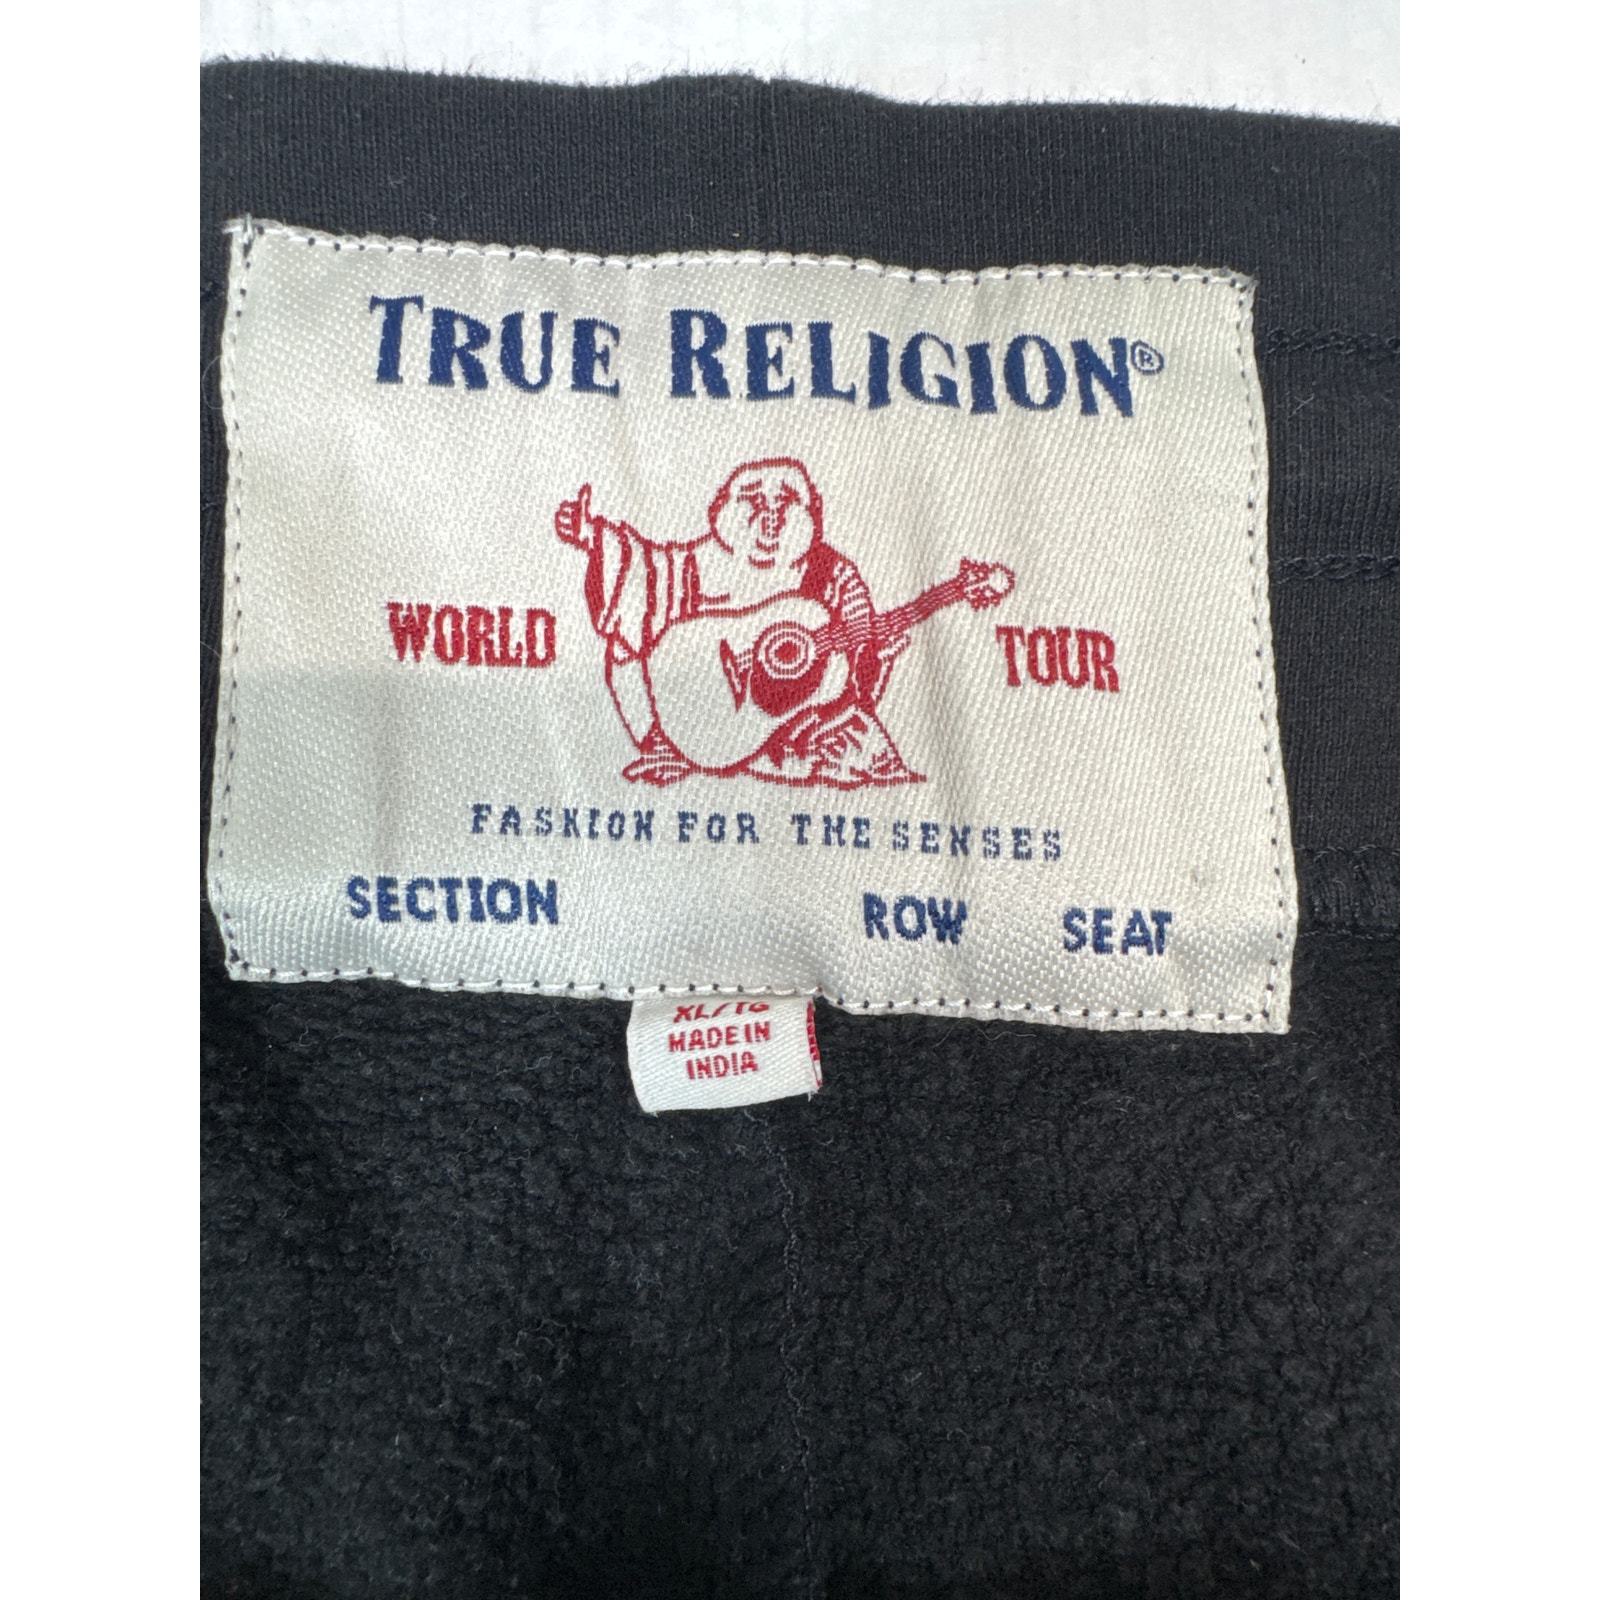 TRUE RELIGION®
WORLD TOUR
FASHION FOR THE SENSES
SECTION ROW SEAT
XL/TG
MADE IN
INDIA